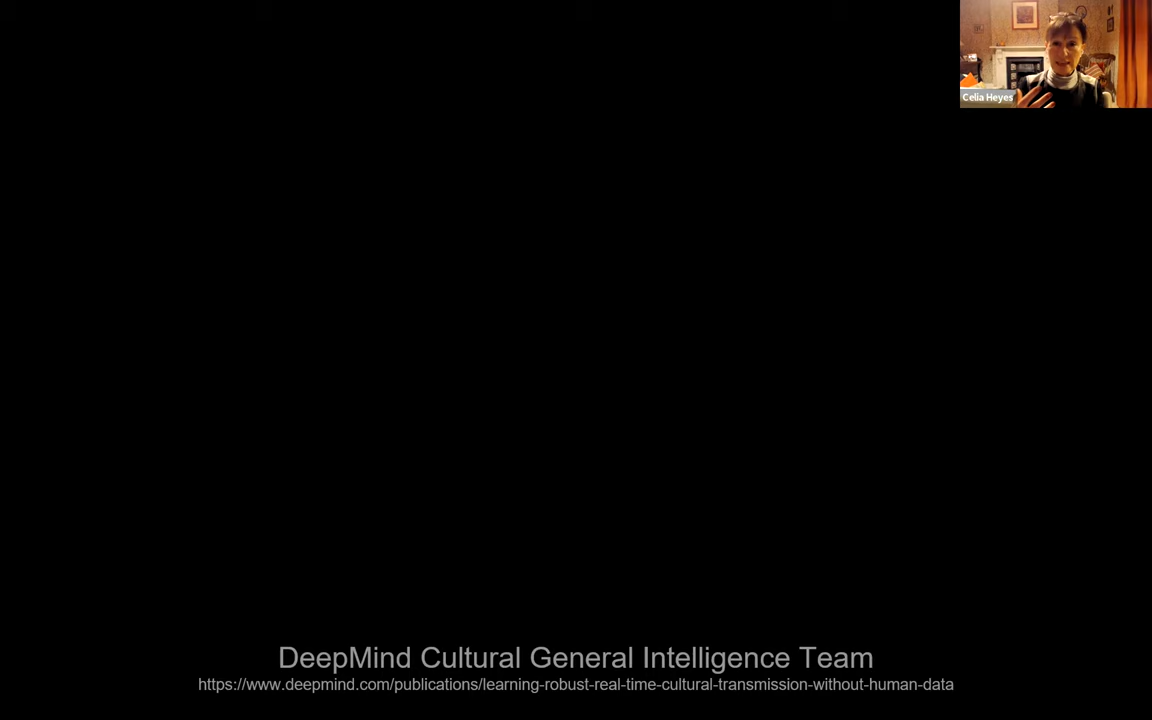 Celia Heyes
DeepMind Cultural General Intelligence Team
https://www.deepmind.com/publications/learning-robust-real-time-cultural-transmission-without-human-data